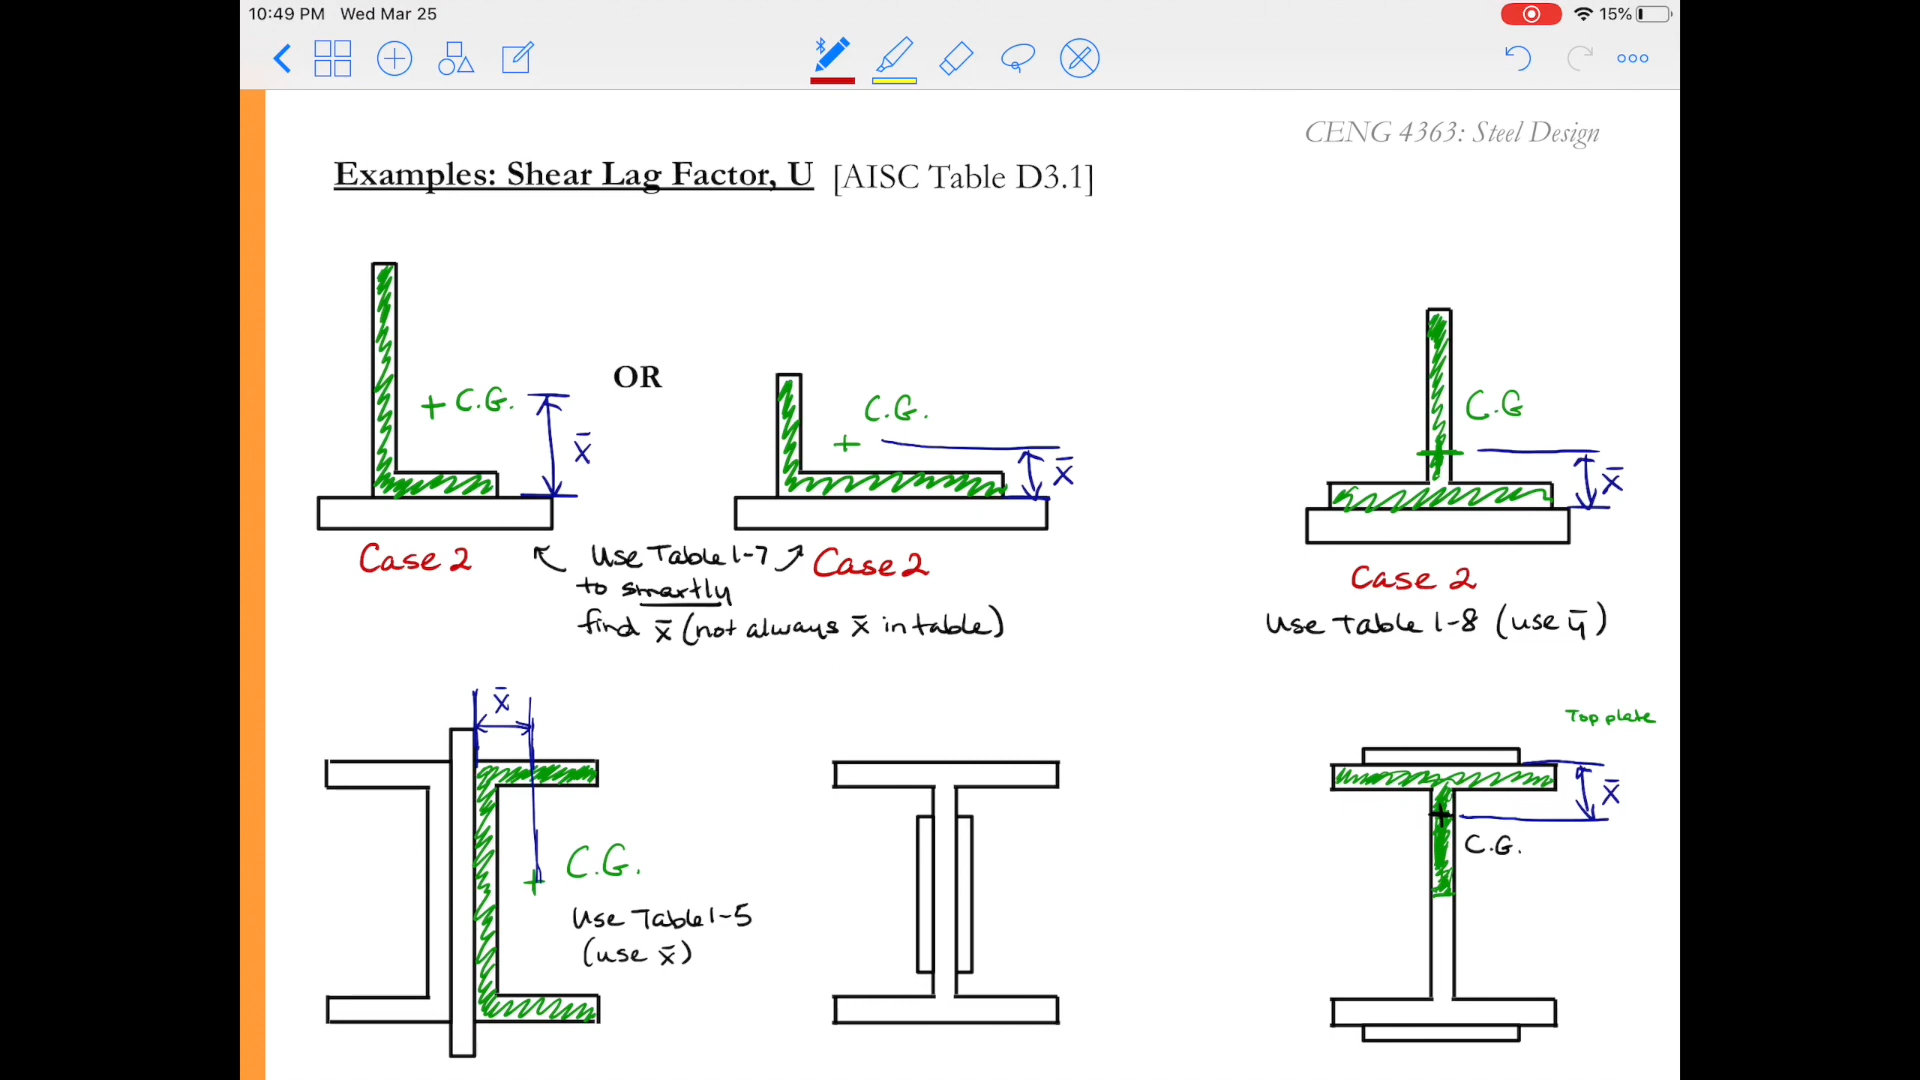 10:49 PM Wed Mar 25
15%
CENG 4363: Steel Design
Examples: Shear Lag Factor, U [AISC Table D3.1]
+ C.G.
x̄
OR
C.G.
+
x̄
C.G
x̄
Case 2
Use Table 1-7
to smartly
find x̄ (not always x̄ in table)
Case 2
Case 2
Use Table 1-8 (use ȳ)
x̄
C.G.
+
Use Table 1-5
(use x̄)
Top plate
x̄
C.G.